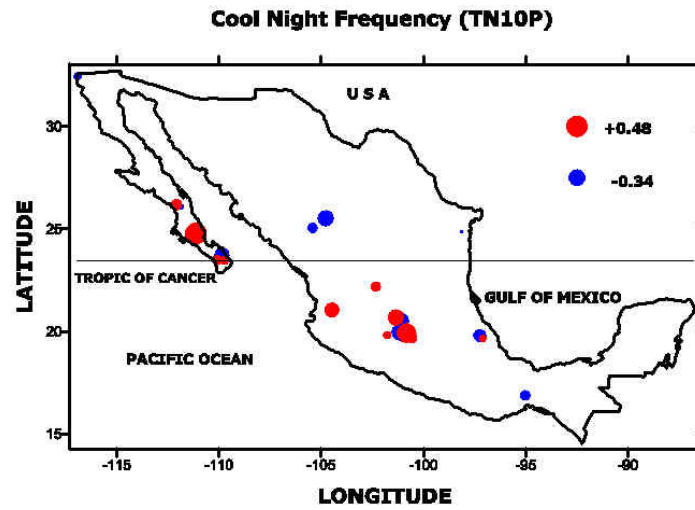 Cool Night Frequency (TN10P)
U S A
+0.48
-0.34
30
25
20
15
LATITUDE
TROPIC OF CANCER
GULF OF MEXICO
PACIFIC OCEAN
-115 -110 -105 -100 -95 -90
LONGITUDE